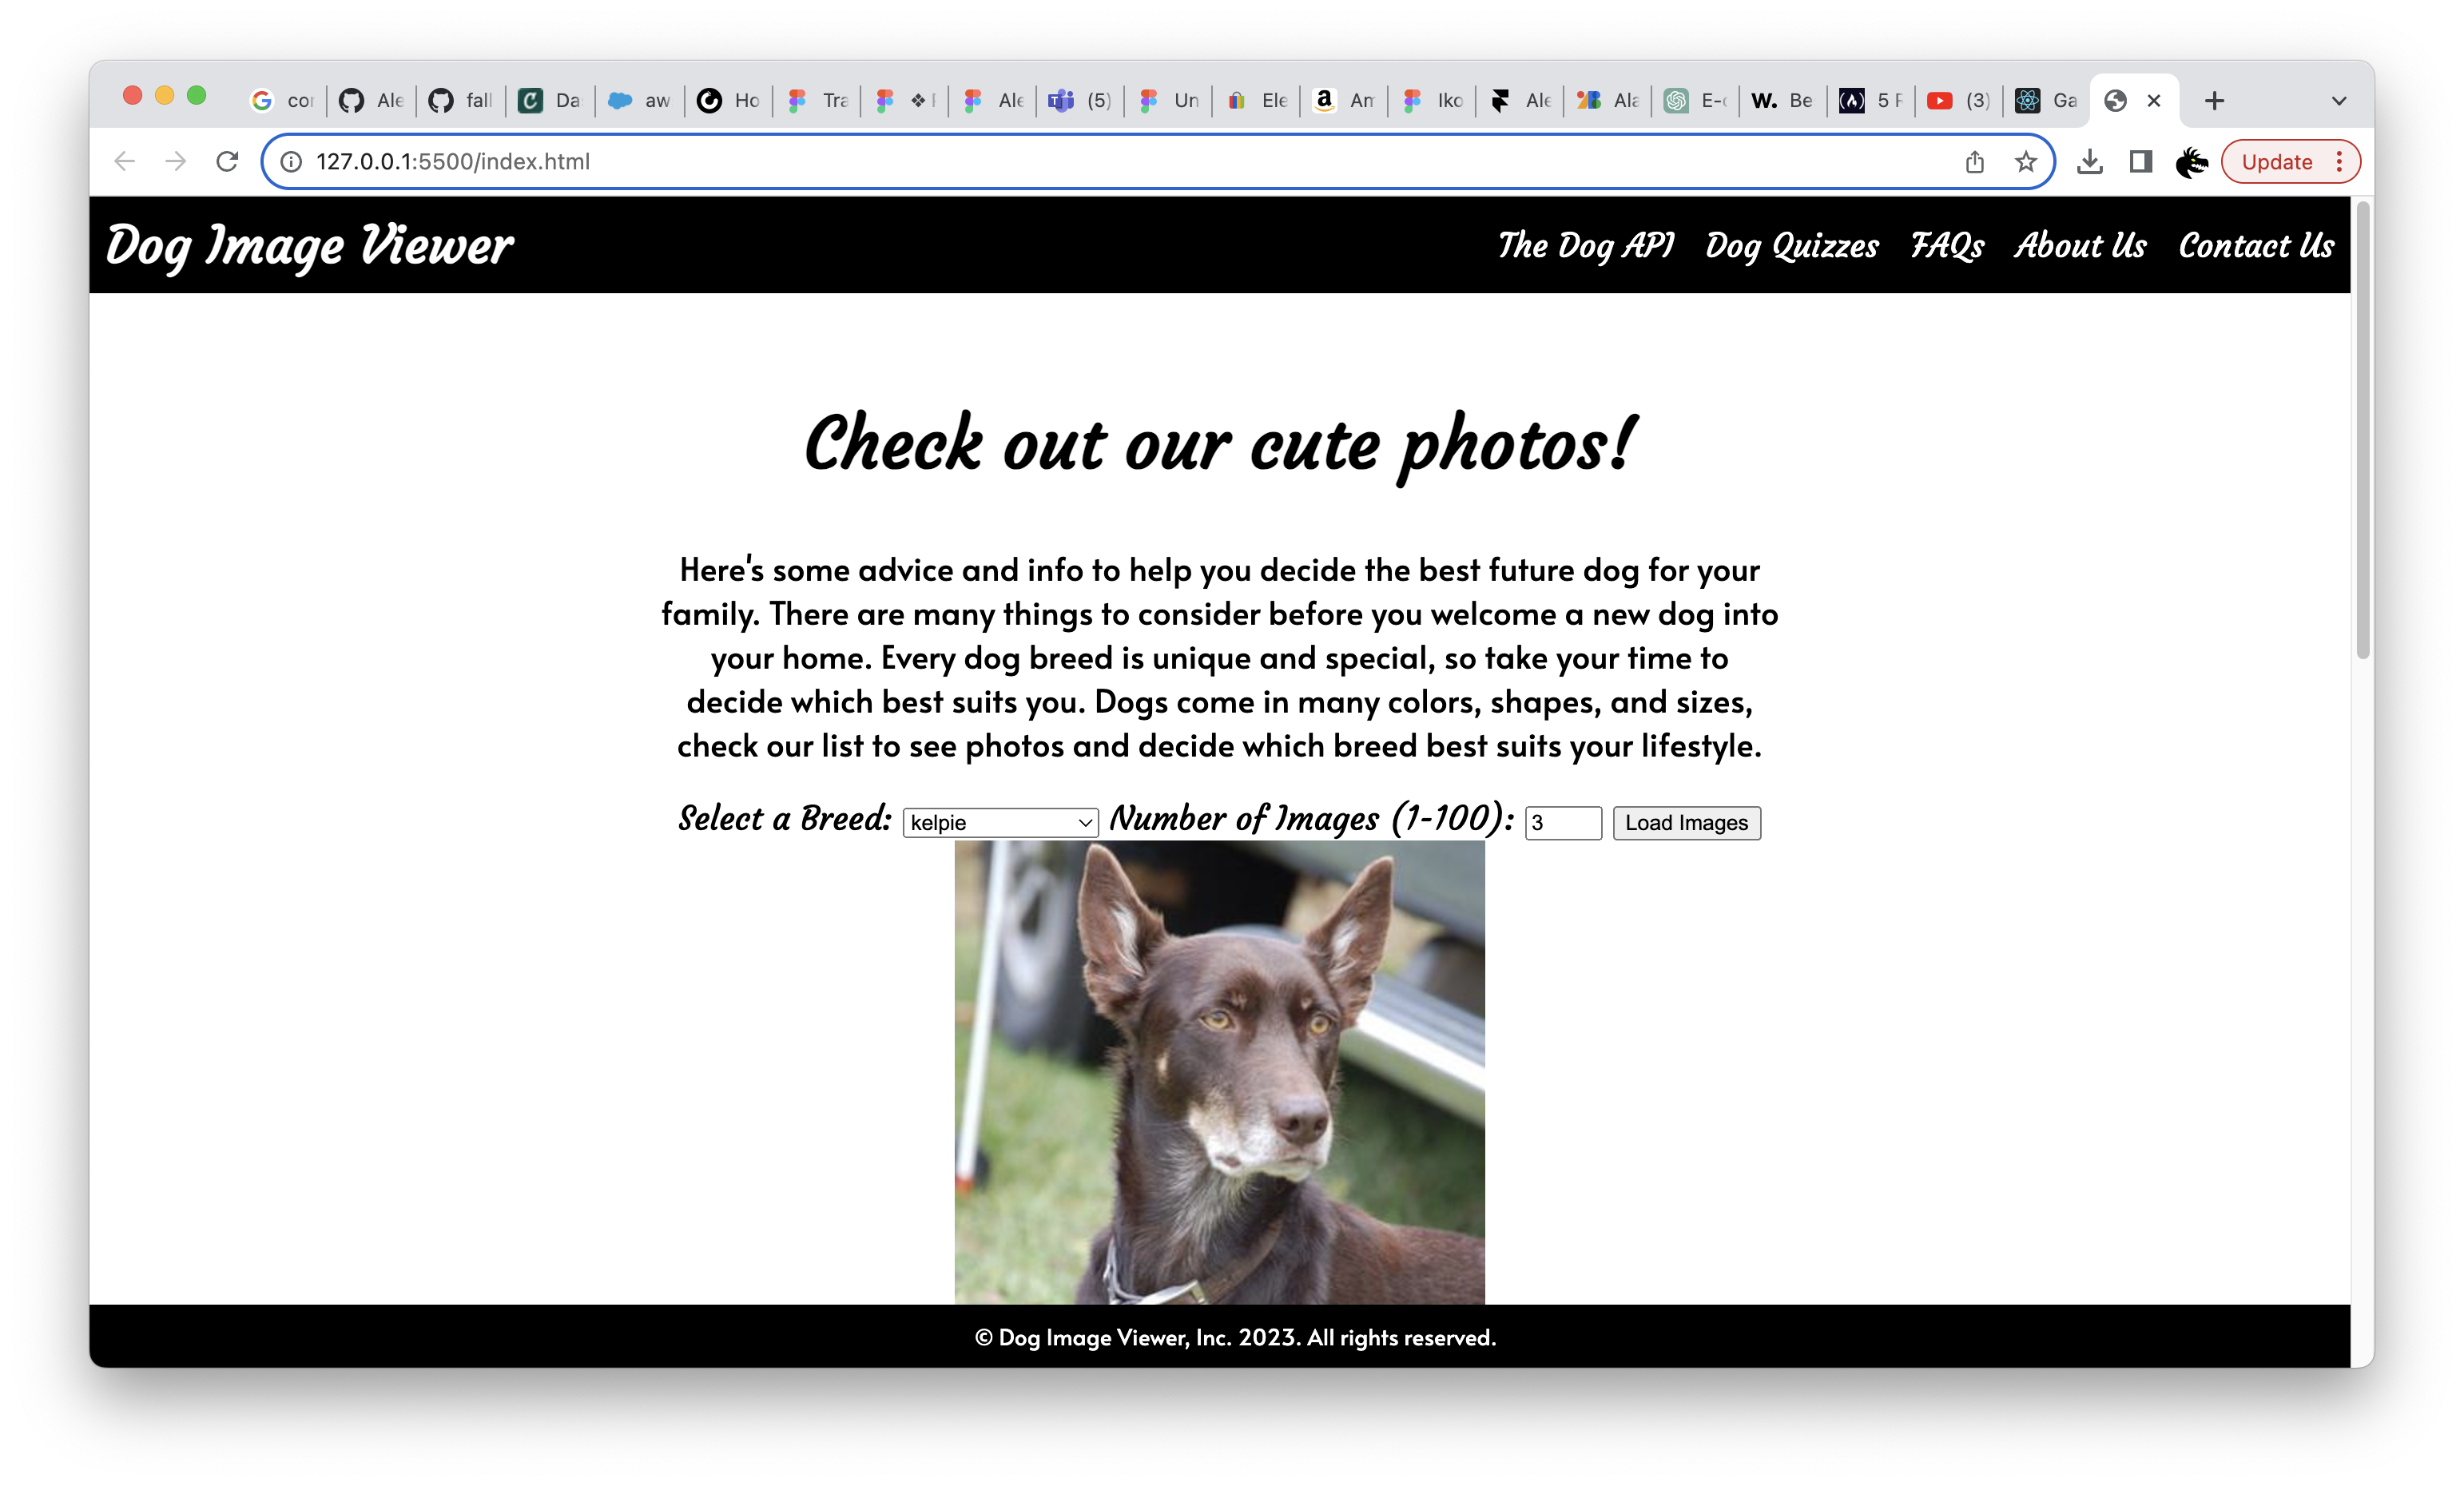 cor Ale fall Da aw Ho Tra Ale (5) Un Ele Am Iko Ale Ala E-c W. Be 5 F (3) Ga
127.0.0.1:5500/index.html
Update
Dog Image Viewer The Dog API Dog Quizzes FAQs About Us Contact Us
Check out our cute photos!
Here's some advice and info to help you decide the best future dog for your
family. There are many things to consider before you welcome a new dog into
your home. Every dog breed is unique and special, so take your time to
decide which best suits you. Dogs come in many colors, shapes, and sizes,
check our list to see photos and decide which breed best suits your lifestyle.
Select a Breed: kelpie Number of Images (1-100): 3 Load Images
© Dog Image Viewer, Inc. 2023. All rights reserved.